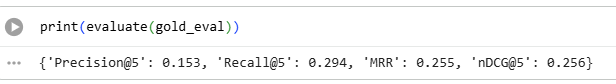 print(evaluate(gold_eval))
{'Precision@5': 0.153, 'Recall@5': 0.294, 'MRR': 0.255, 'nDCG@5': 0.256}